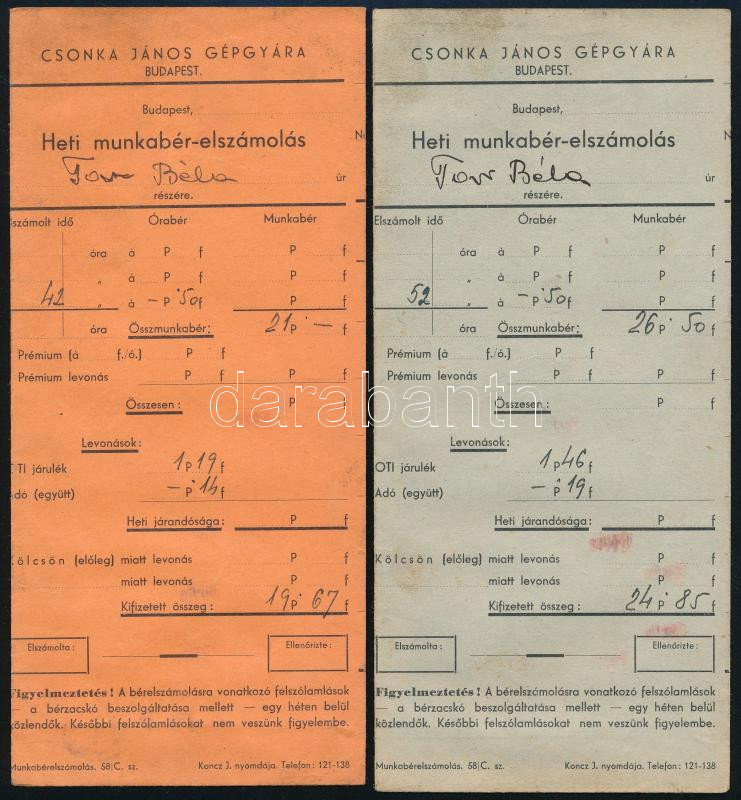 CSONKA JÁNOS GÉPGYÁRA
BUDAPEST.
Budapest,
Heti munkabér-elszámolás
Béla
úr
részére.
Elszámolt idő Órabér Munkabér
óra à P f P f
" à P f P f
42 " à — P 50 f P f
óra Összmunkabér: 21 P — f
Prémium (à f./ó.) P f
Prémium levonás P f P f
Összesen: P f
Levonások:
OTI járulék 1 P 19 f
Adó (együtt) — P 14 f
Heti járandósága: P f
Kölcsön (előleg) miatt levonás P f
miatt levonás P f
Kifizetett összeg: 19 P 67 f
Elszámolta: Ellenőrizte:
Figyelmeztetés! A bérelszámolásra vonatkozó felszólamlások
— a bérzacskó beszolgáltatása mellett — egy héten belül
közlendők. Későbbi felszólamlásokat nem veszünk figyelembe.
Munkabérelszámolás. 58|C. sz. Koncz J. nyomdája. Telefon: 121-138
CSONKA JÁNOS GÉPGYÁRA
BUDAPEST.
Budapest,
Heti munkabér-elszámolás
Béla
úr
részére.
Elszámolt idő Órabér Munkabér
óra à P f P f
" à P f P f
52 " à — P 50 f P f
óra Összmunkabér: 26 P 50 f
Prémium (à f./ó.) P f
Prémium levonás P f P f
Összesen: P f
Levonások:
OTI járulék 1 P 46 f
Adó (együtt) — P 19 f
Heti járandósága: P f
Kölcsön (előleg) miatt levonás P f
miatt levonás P f
Kifizetett összeg: 24 P 85 f
Elszámolta: Ellenőrizte:
Figyelmeztetés! A bérelszámolásra vonatkozó felszólamlások
— a bérzacskó beszolgáltatása mellett — egy héten belül
közlendők. Későbbi felszólamlásokat nem veszünk figyelembe.
Munkabérelszámolás. 58|C. sz. Koncz J. nyomdája. Telefon: 121-138
darabanth